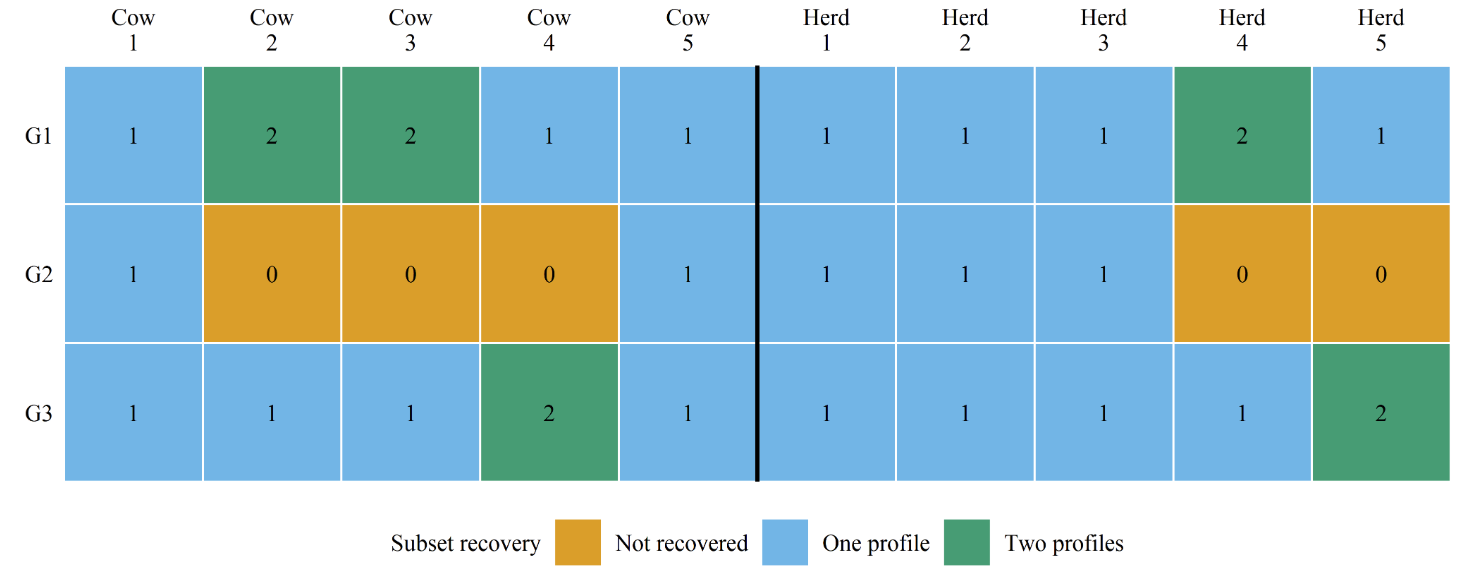 Cow Cow Cow Cow Cow Herd Herd Herd Herd Herd
1 2 3 4 5 1 2 3 4 5
G1 1 2 2 1 1 1 1 1 2 1
G2 1 0 0 0 1 1 1 1 0 0
G3 1 1 1 2 1 1 1 1 1 2
Subset recovery Not recovered One profile Two profiles